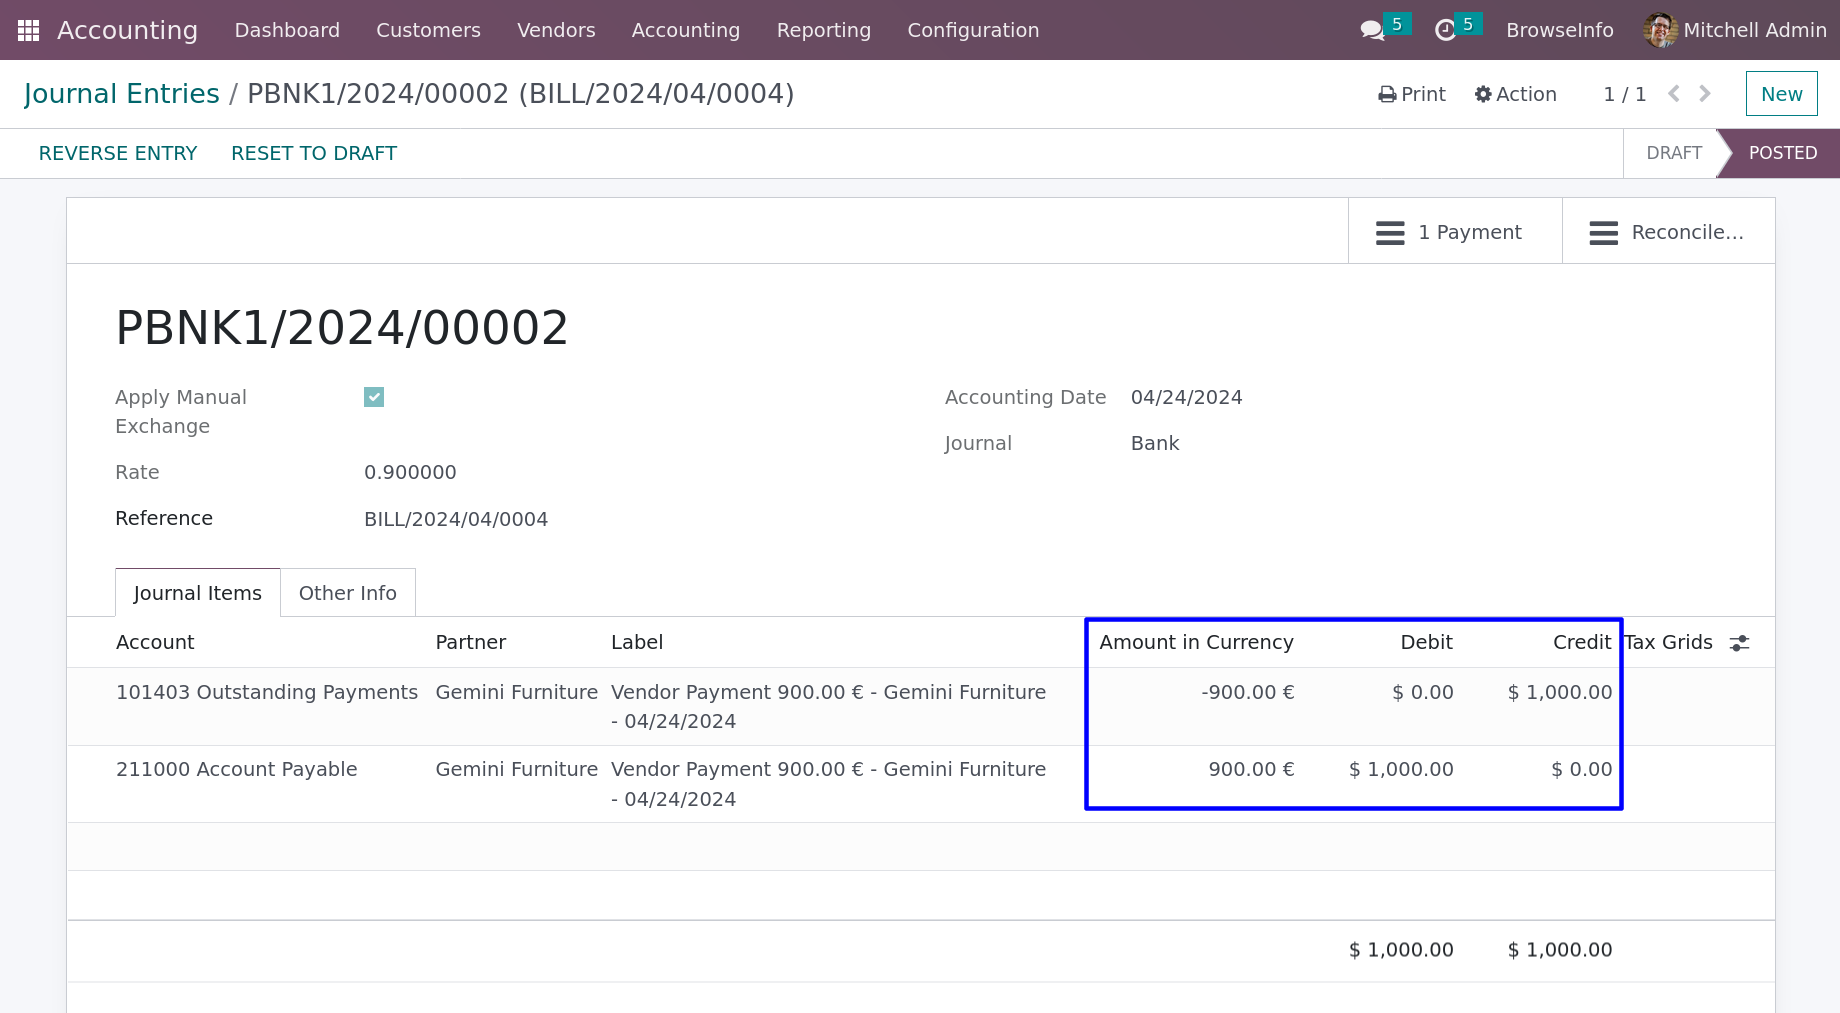 Accounting Dashboard Customers Vendors Accounting Reporting Configuration 5 5 BrowseInfo Mitchell Admin
Journal Entries / PBNK1/2024/00002 (BILL/2024/04/0004) Print Action 1 / 1 New
REVERSE ENTRY RESET TO DRAFT DRAFT POSTED
1 Payment Reconcile...
PBNK1/2024/00002
Apply Manual Exchange
Accounting Date 04/24/2024
Journal Bank
Rate 0.900000
Reference BILL/2024/04/0004
Journal Items Other Info
Account Partner Label Amount in Currency Debit Credit Tax Grids
101403 Outstanding Payments Gemini Furniture Vendor Payment 900.00 € - Gemini Furniture -900.00 € $ 0.00 $ 1,000.00
- 04/24/2024
211000 Account Payable Gemini Furniture Vendor Payment 900.00 € - Gemini Furniture 900.00 € $ 1,000.00 $ 0.00
- 04/24/2024
$ 1,000.00 $ 1,000.00